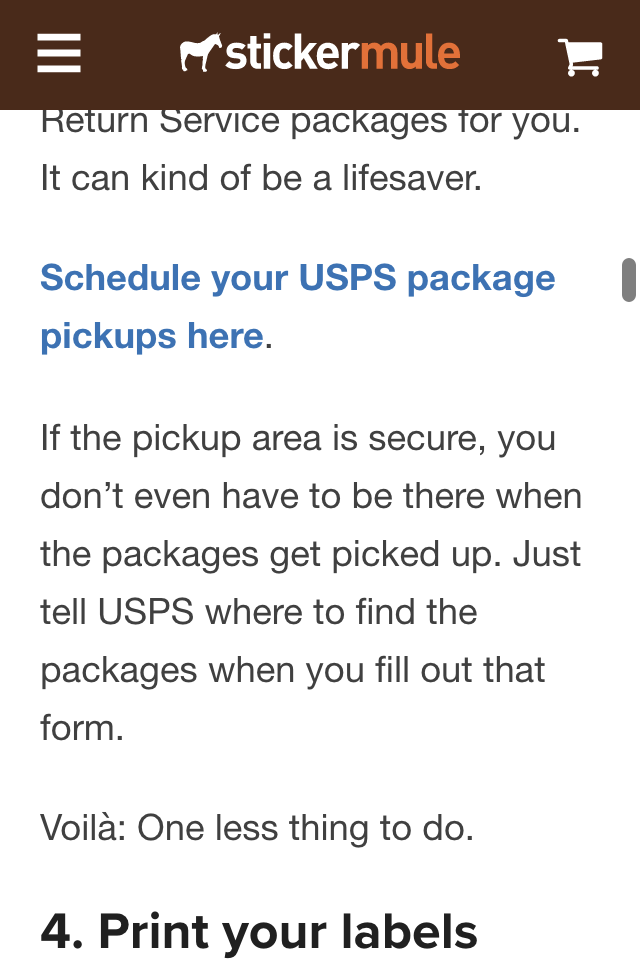 stickermule
Return Service packages for you.
It can kind of be a lifesaver.
Schedule your USPS package
pickups here.
If the pickup area is secure, you
don’t even have to be there when
the packages get picked up. Just
tell USPS where to find the
packages when you fill out that
form.
Voilà: One less thing to do.
4. Print your labels